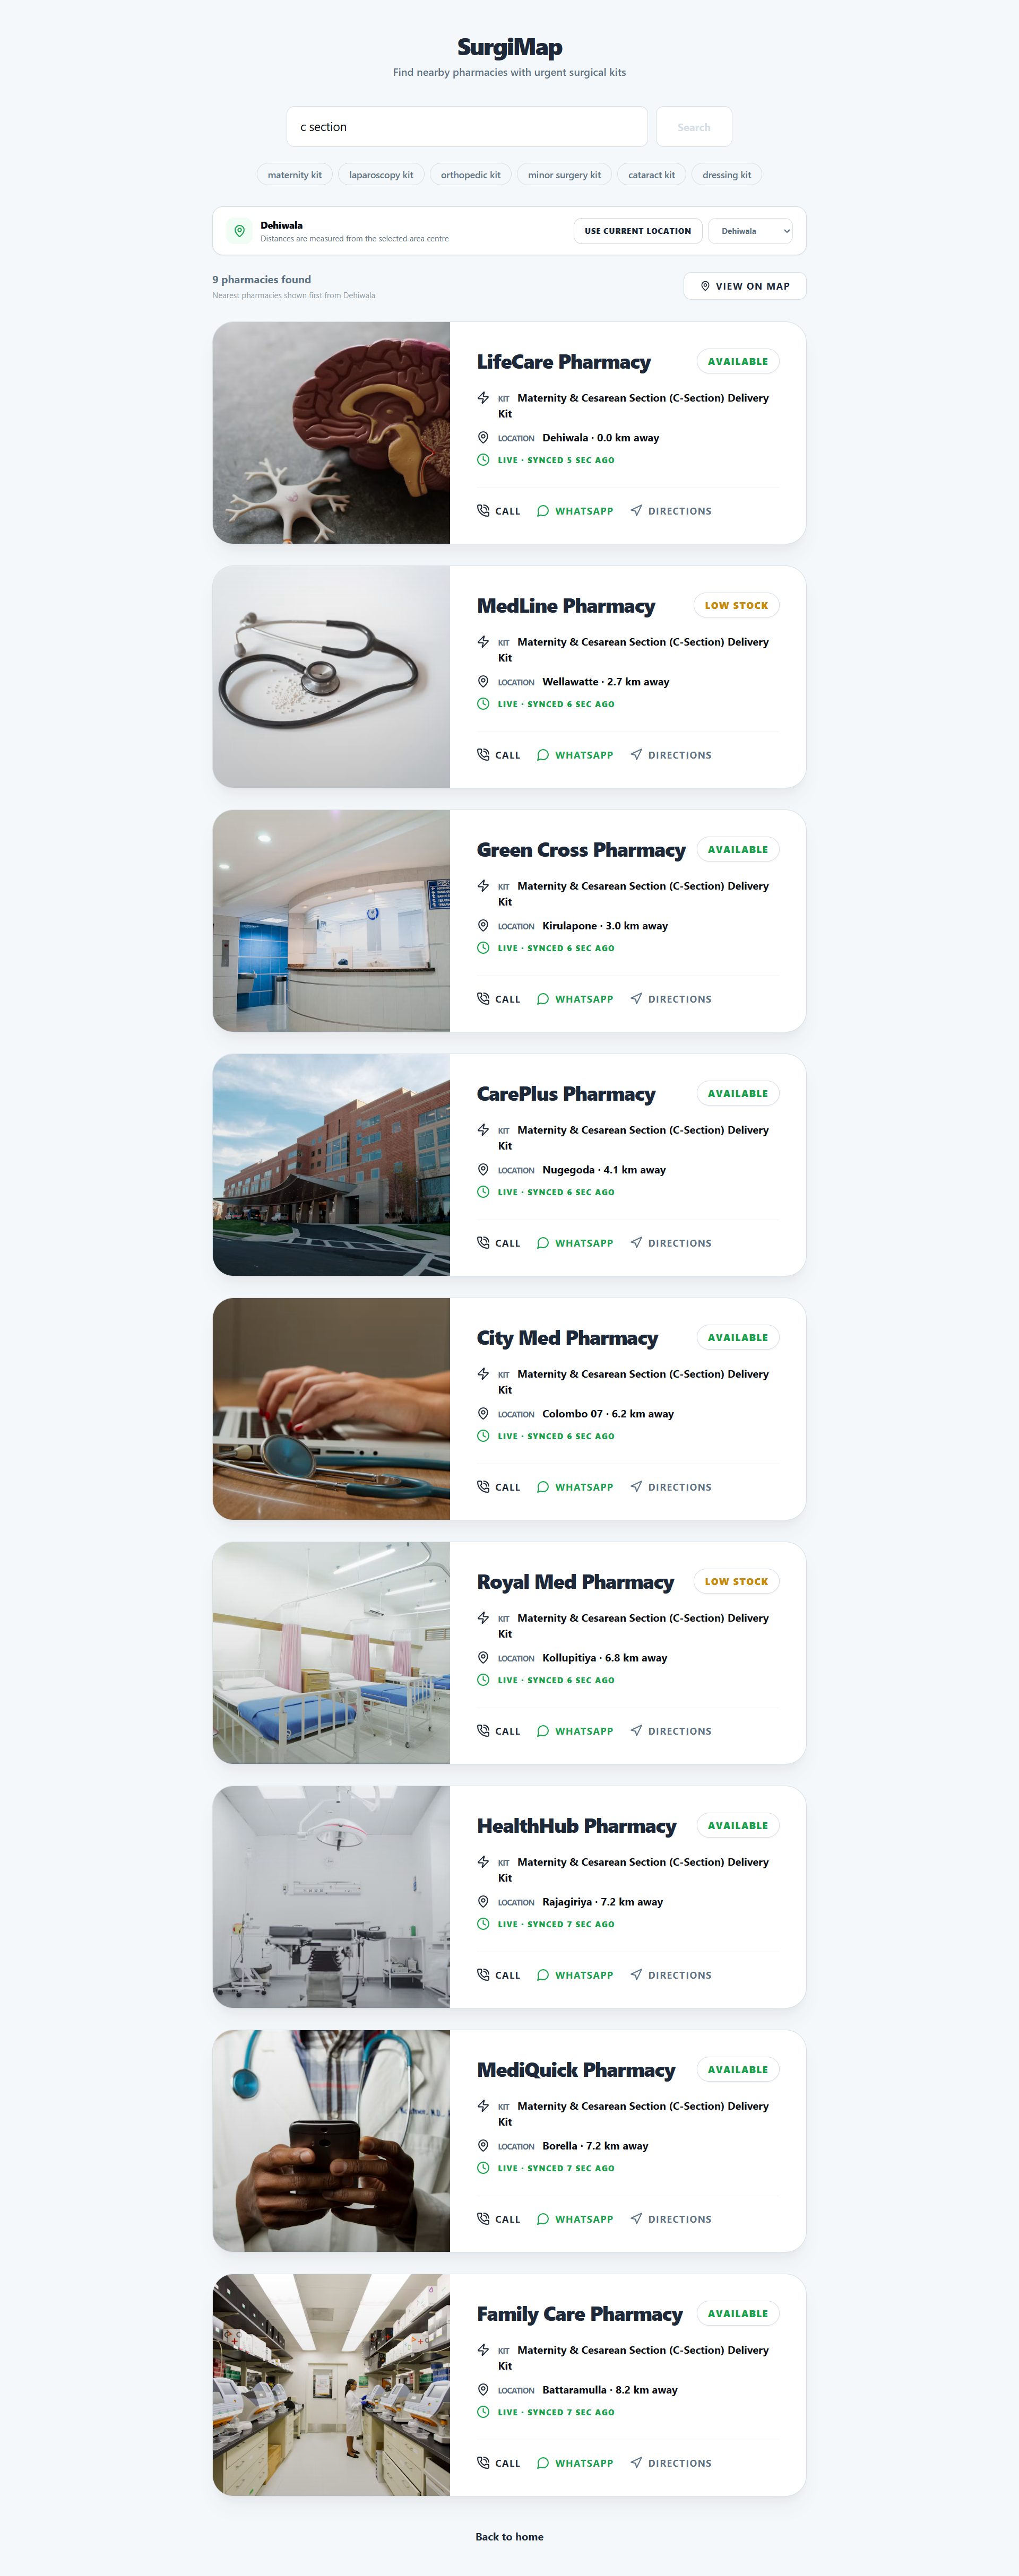 SurgiMap
Find nearby pharmacies with urgent surgical kits
c section
Search
maternity kit
laparoscopy kit
orthopedic kit
minor surgery kit
cataract kit
dressing kit
Dehiwala
Distances are measured from the selected area centre
USE CURRENT LOCATION
Dehiwala
9 pharmacies found
Nearest pharmacies shown first from Dehiwala
VIEW ON MAP
LifeCare Pharmacy
AVAILABLE
KIT Maternity & Cesarean Section (C-Section) Delivery
Kit
LOCATION Dehiwala · 0.0 km away
LIVE · SYNCED 5 SEC AGO
CALL
WHATSAPP
DIRECTIONS
MedLine Pharmacy
LOW STOCK
KIT Maternity & Cesarean Section (C-Section) Delivery
Kit
LOCATION Wellawatte · 2.7 km away
LIVE · SYNCED 6 SEC AGO
CALL
WHATSAPP
DIRECTIONS
Green Cross Pharmacy
AVAILABLE
KIT Maternity & Cesarean Section (C-Section) Delivery
Kit
LOCATION Kirulapone · 3.0 km away
LIVE · SYNCED 6 SEC AGO
CALL
WHATSAPP
DIRECTIONS
CarePlus Pharmacy
AVAILABLE
KIT Maternity & Cesarean Section (C-Section) Delivery
Kit
LOCATION Nugegoda · 4.1 km away
LIVE · SYNCED 6 SEC AGO
CALL
WHATSAPP
DIRECTIONS
City Med Pharmacy
AVAILABLE
KIT Maternity & Cesarean Section (C-Section) Delivery
Kit
LOCATION Colombo 07 · 6.2 km away
LIVE · SYNCED 6 SEC AGO
CALL
WHATSAPP
DIRECTIONS
Royal Med Pharmacy
LOW STOCK
KIT Maternity & Cesarean Section (C-Section) Delivery
Kit
LOCATION Kollupitiya · 6.8 km away
LIVE · SYNCED 6 SEC AGO
CALL
WHATSAPP
DIRECTIONS
HealthHub Pharmacy
AVAILABLE
KIT Maternity & Cesarean Section (C-Section) Delivery
Kit
LOCATION Rajagiriya · 7.2 km away
LIVE · SYNCED 7 SEC AGO
CALL
WHATSAPP
DIRECTIONS
MediQuick Pharmacy
AVAILABLE
KIT Maternity & Cesarean Section (C-Section) Delivery
Kit
LOCATION Borella · 7.2 km away
LIVE · SYNCED 7 SEC AGO
CALL
WHATSAPP
DIRECTIONS
Family Care Pharmacy
AVAILABLE
KIT Maternity & Cesarean Section (C-Section) Delivery
Kit
LOCATION Battaramulla · 8.2 km away
LIVE · SYNCED 7 SEC AGO
CALL
WHATSAPP
DIRECTIONS
Back to home